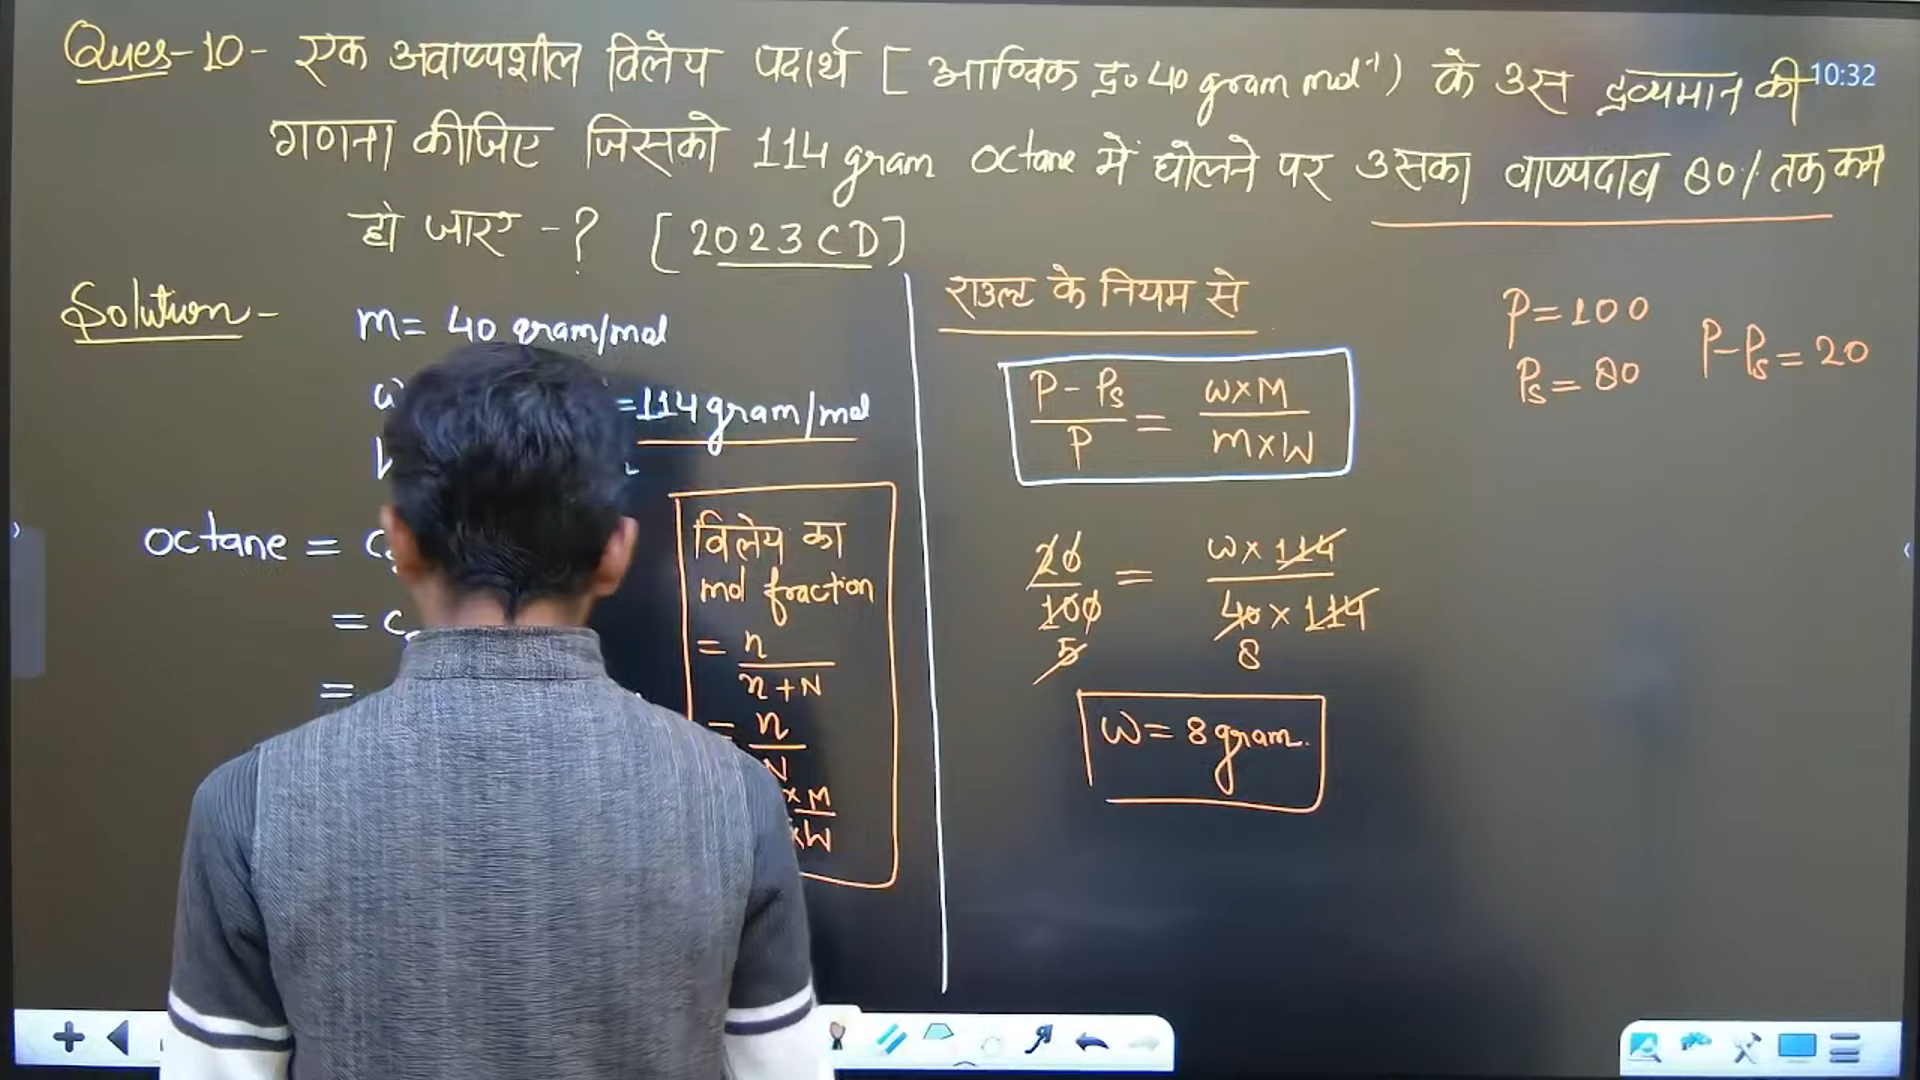 Ques-10- एक अवाष्पशील विलेय पदार्थ [ आण्विक द्र० 40 gram mol⁻¹) के उस द्रव्यमान की
10:32
गणना कीजिए जिसको 114 gram octane में घोलने पर उसका वाष्पदाब 80% तक कम
हो जाए -? [2023 CD]
Solution-
m= 40 gram/mol
=114 gram/mol
octane =
=
=
विलेय का
mol fraction
= n
n+N
= n
N
× M
×W
राउल्ट के नियम से
P - Ps / P = w×M / m×W
20 / 100 = w× 114 / 40 × 114
5
8
w= 8 gram.
P=100
Ps= 80
P-Ps= 20